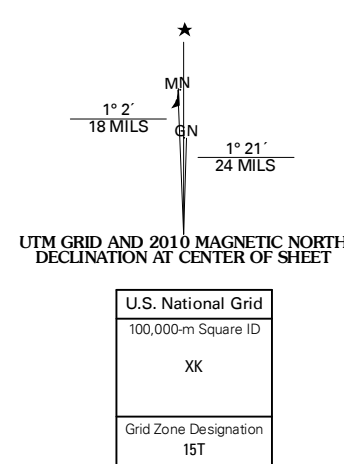 MN
1° 2´
18 MILS
GN
1° 21´
24 MILS
UTM GRID AND 2010 MAGNETIC NORTH
DECLINATION AT CENTER OF SHEET
U.S. National Grid
100,000-m Square ID
XK
Grid Zone Designation
15T